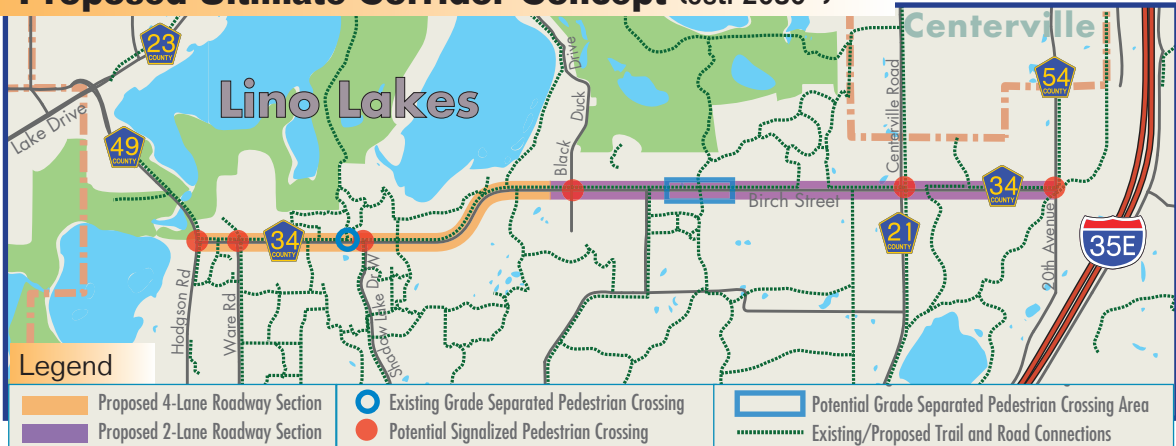 Proposed Ultimate Corridor Concept (est. 2030+)
Centerville
23
COUNTY
54
COUNTY
Lino Lakes
Lake Drive
49
COUNTY
Black Duck Drive
Centerville Road
34
COUNTY
Birch Street
34
COUNTY
21
COUNTY
35E
20th Avenue
Hodgson Rd
Ware Rd
Shadow Lake Dr W
Legend
Proposed 4-Lane Roadway Section
Existing Grade Separated Pedestrian Crossing
Potential Grade Separated Pedestrian Crossing Area
Proposed 2-Lane Roadway Section
Potential Signalized Pedestrian Crossing
Existing/Proposed Trail and Road Connections